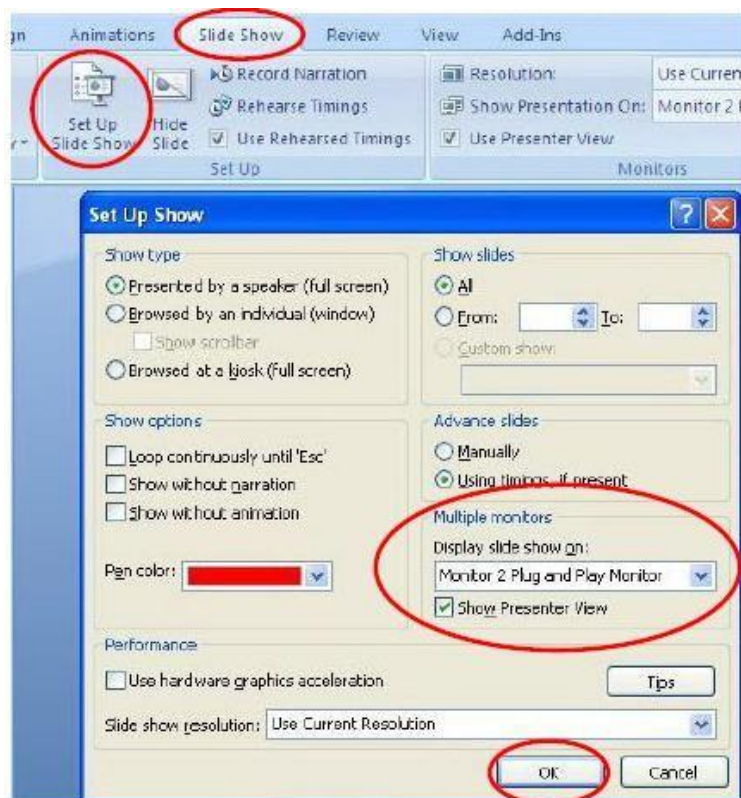 Animations Slide Show Review View Add-Ins
Record Narration
Rehearse Timings
Use Rehearsed Timings
Set Up
Slide Show
Hide
Slide
Set Up
Resolution: Use Curren
Show Presentation On: Monitor 2
Use Presenter View
Monitors
Set Up Show
Show type
Presented by a speaker (full screen)
Browsed by an individual (window)
Show scrollbar
Browsed at a kiosk (full screen)
Show slides
All
From: To:
Custom show:
Show options
Loop continuously until 'Esc'
Show without narration
Show without animation
Pen color:
Advance slides
Manually
Using timings, if present
Multiple monitors
Display slide show on:
Monitor 2 Plug and Play Monitor
Show Presenter View
Performance
Use hardware graphics acceleration
Tips
Slide show resolution: Use Current Resolution
OK Cancel